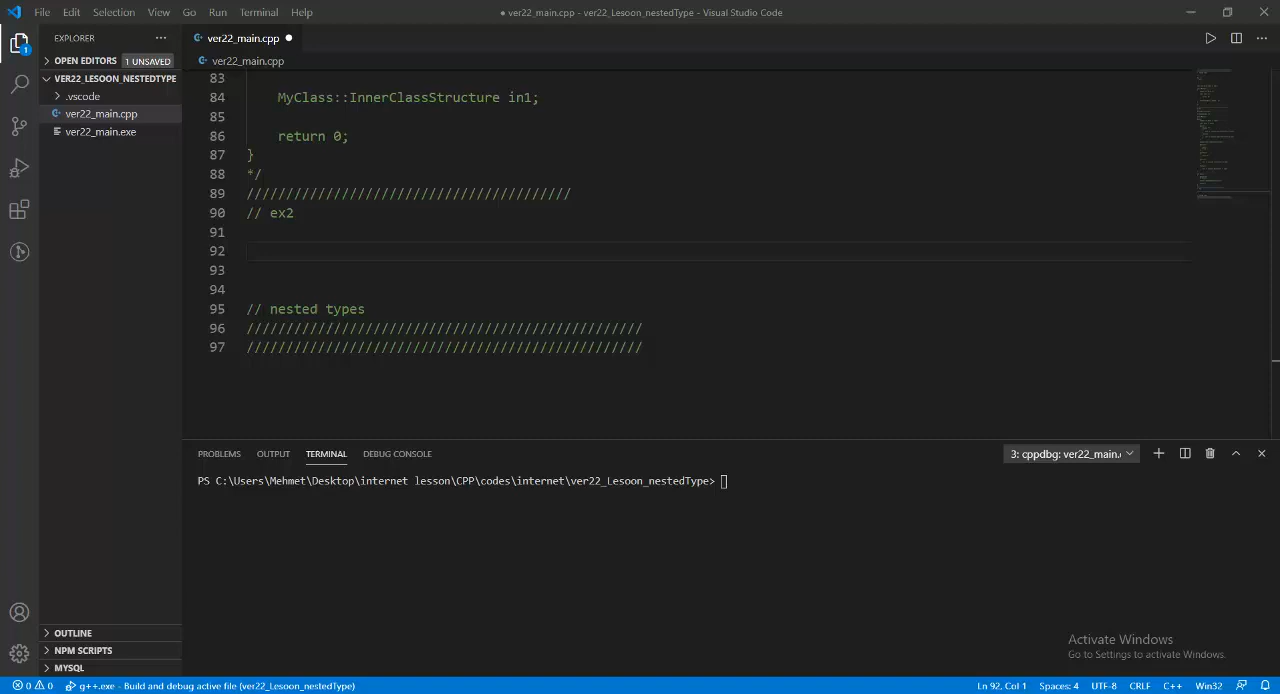 File Edit Selection View Go Run Terminal Help
● ver22_main.cpp - ver22_Lesoon_nestedType - Visual Studio Code
EXPLORER
OPEN EDITORS 1 UNSAVED
VER22_LESOON_NESTEDTYPE
.vscode
ver22_main.cpp
ver22_main.exe
OUTLINE
NPM SCRIPTS
MYSQL
1
ver22_main.cpp ●
ver22_main.cpp
83
84 MyClass::InnerClassStructure in1;
85
86 return 0;
87 }
88 */
89 /////////////////////////////////////////
90 // ex2
91
92
93
94
95 // nested types
96 //////////////////////////////////////////////////
97 //////////////////////////////////////////////////
PROBLEMS OUTPUT TERMINAL DEBUG CONSOLE
3: cppdbg: ver22_main.
PS C:\Users\Mehmet\Desktop\internet lesson\CPP\codes\internet\ver22_Lesoon_nestedType>
Activate Windows
Go to Settings to activate Windows.
0 0 g++.exe - Build and debug active file (ver22_Lesoon_nestedType)
Ln 92, Col 1 Spaces: 4 UTF-8 CRLF C++ Win32